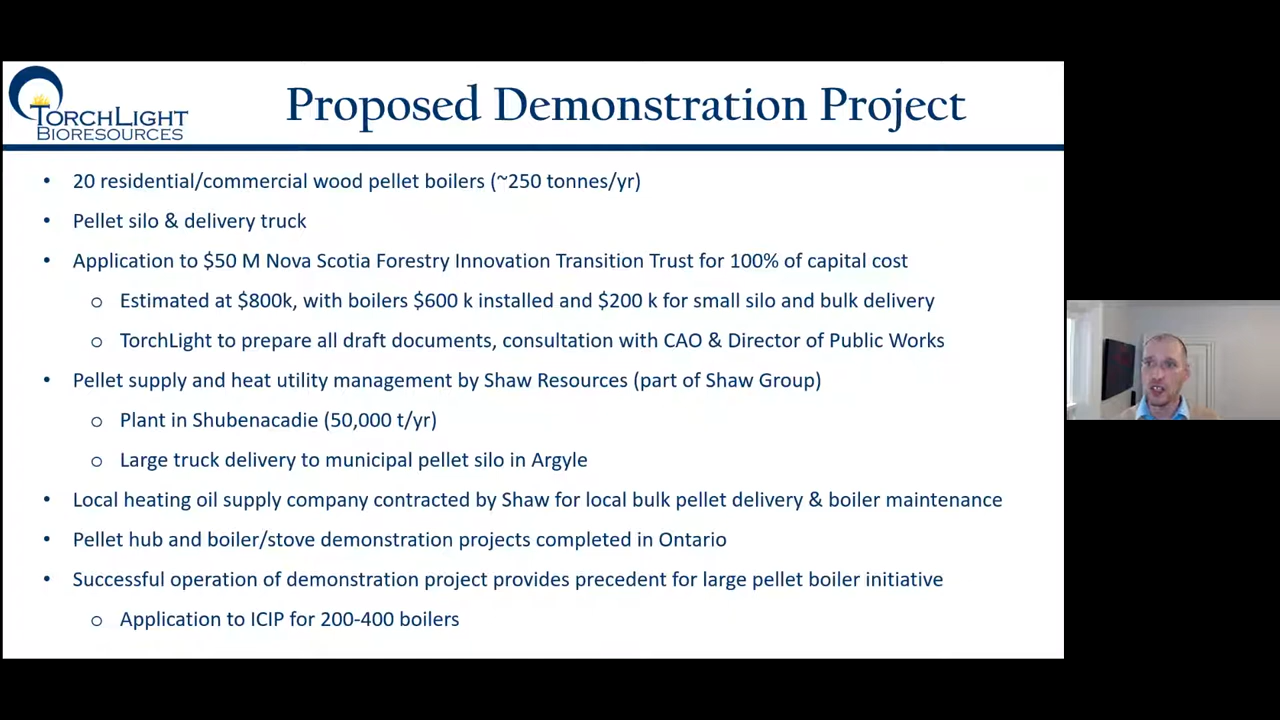 TORCHLIGHT
BIORESOURCES
Proposed Demonstration Project
• 20 residential/commercial wood pellet boilers (~250 tonnes/yr)
• Pellet silo & delivery truck
• Application to $50 M Nova Scotia Forestry Innovation Transition Trust for 100% of capital cost
o Estimated at $800k, with boilers $600 k installed and $200 k for small silo and bulk delivery
o TorchLight to prepare all draft documents, consultation with CAO & Director of Public Works
• Pellet supply and heat utility management by Shaw Resources (part of Shaw Group)
o Plant in Shubenacadie (50,000 t/yr)
o Large truck delivery to municipal pellet silo in Argyle
• Local heating oil supply company contracted by Shaw for local bulk pellet delivery & boiler maintenance
• Pellet hub and boiler/stove demonstration projects completed in Ontario
• Successful operation of demonstration project provides precedent for large pellet boiler initiative
o Application to ICIP for 200-400 boilers